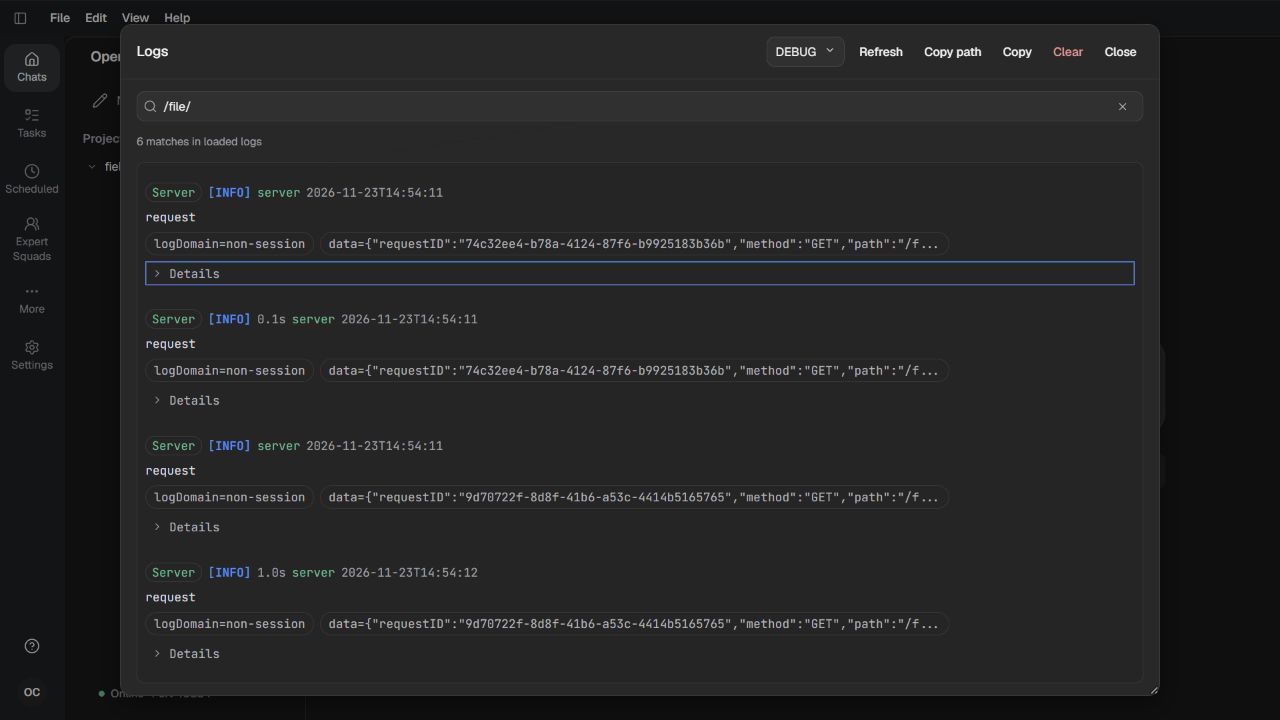 File Edit View Help
Logs
DEBUG Refresh Copy path Copy Clear Close
Chats
Tasks
Scheduled
Expert
Squads
More
Settings
OC
/file/
6 matches in loaded logs
Server [INFO] server 2026-11-23T14:54:11
request
logDomain=non-session data={"requestID":"74c32ee4-b78a-4124-87f6-b9925183b36b","method":"GET","path":"/f...
Details
Server [INFO] 0.1s server 2026-11-23T14:54:11
request
logDomain=non-session data={"requestID":"74c32ee4-b78a-4124-87f6-b9925183b36b","method":"GET","path":"/f...
Details
Server [INFO] server 2026-11-23T14:54:11
request
logDomain=non-session data={"requestID":"9d70722f-8d8f-41b6-a53c-4414b5165765","method":"GET","path":"/f...
Details
Server [INFO] 1.0s server 2026-11-23T14:54:12
request
logDomain=non-session data={"requestID":"9d70722f-8d8f-41b6-a53c-4414b5165765","method":"GET","path":"/f...
Details